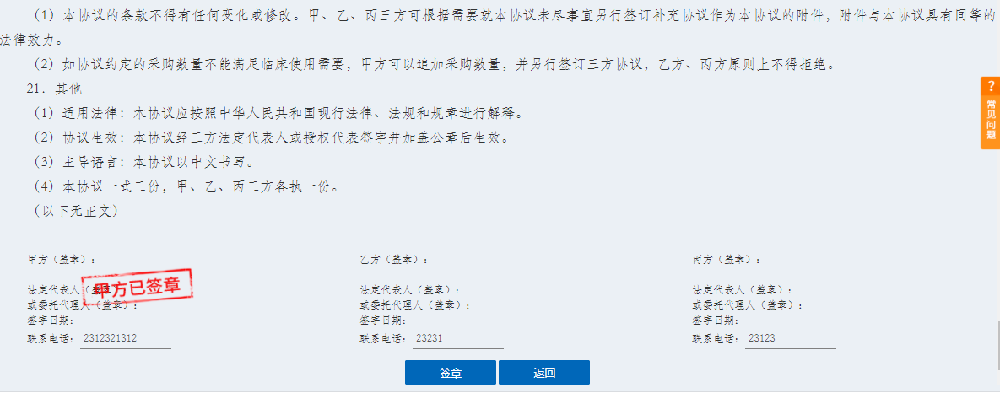 （1）本协议的条款不得有任何变化或修改。甲、乙、丙三方可根据需要就本协议未尽事宜另行签订补充协议作为本协议的附件，附件与本协议具有同等的
法律效力。
（2）如协议约定的采购数量不能满足临床使用需要，甲方可以追加采购数量，并另行签订三方协议，乙方、丙方原则上不得拒绝。
21．其他
（1）适用法律：本协议应按照中华人民共和国现行法律、法规和规章进行解释。
（2）协议生效：本协议经三方法定代表人或授权代表签字并加盖公章后生效。
（3）主导语言：本协议以中文书写。
（4）本协议一式三份，甲、乙、丙三方各执一份。
（以下无正文）
甲方（签章）：
法定代表人（签章）：
或委托代理人（签章）：
签字日期：
联系电话： 2312321312
甲方已签章
乙方（签章）：
法定代表人（签章）：
或委托代理人（签章）：
签字日期：
联系电话： 23231
丙方（签章）：
法定代表人（签章）：
或委托代理人（签章）：
签字日期：
联系电话： 23123
签章
返回
?
常见问题